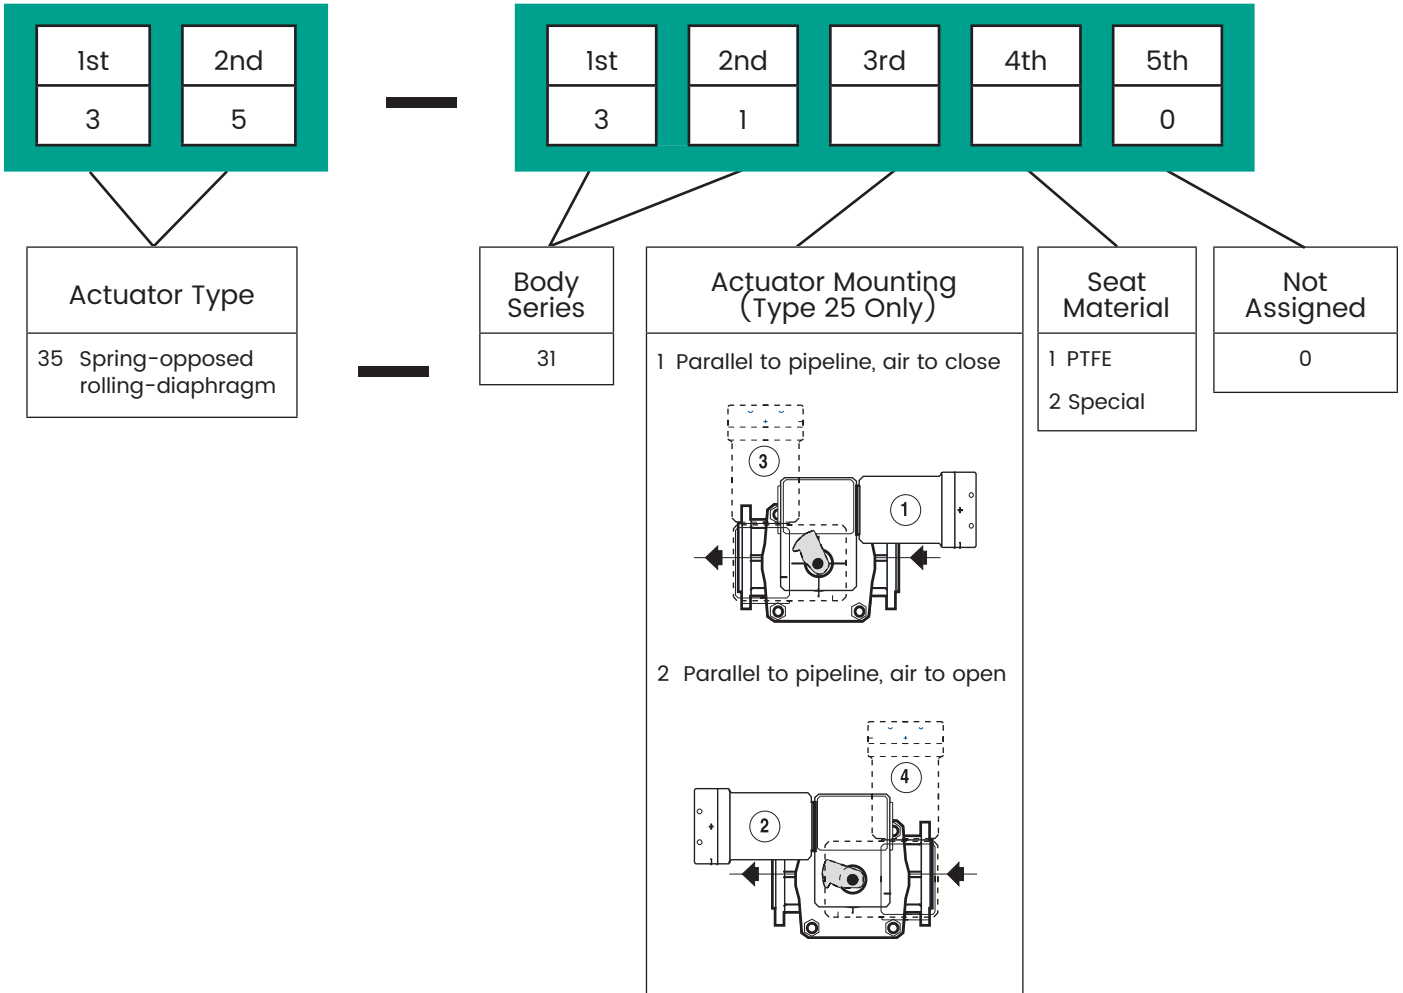 1st
2nd
3
5
1st
2nd
3rd
4th
5th
3
1
0
Actuator Type
35 Spring-opposed
rolling-diaphragm
Body
Series
31
Actuator Mounting
(Type 25 Only)
1 Parallel to pipeline, air to close
3
1
2 Parallel to pipeline, air to open
4
2
Seat
Material
1 PTFE
2 Special
Not
Assigned
0